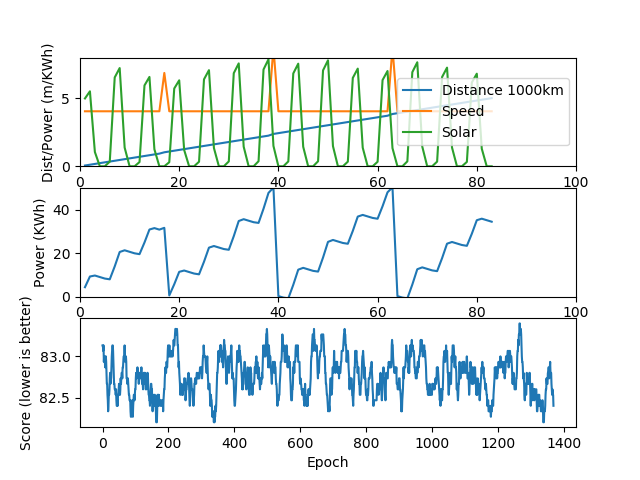 Dist/Power (m/KWh)
5
0
Distance 1000km
Speed
Solar
0 20 40 60 80 100
Power (KWh)
40
20
0
0 20 40 60 80 100
Score (lower is better)
83.0
82.5
0 200 400 600 800 1000 1200 1400
Epoch